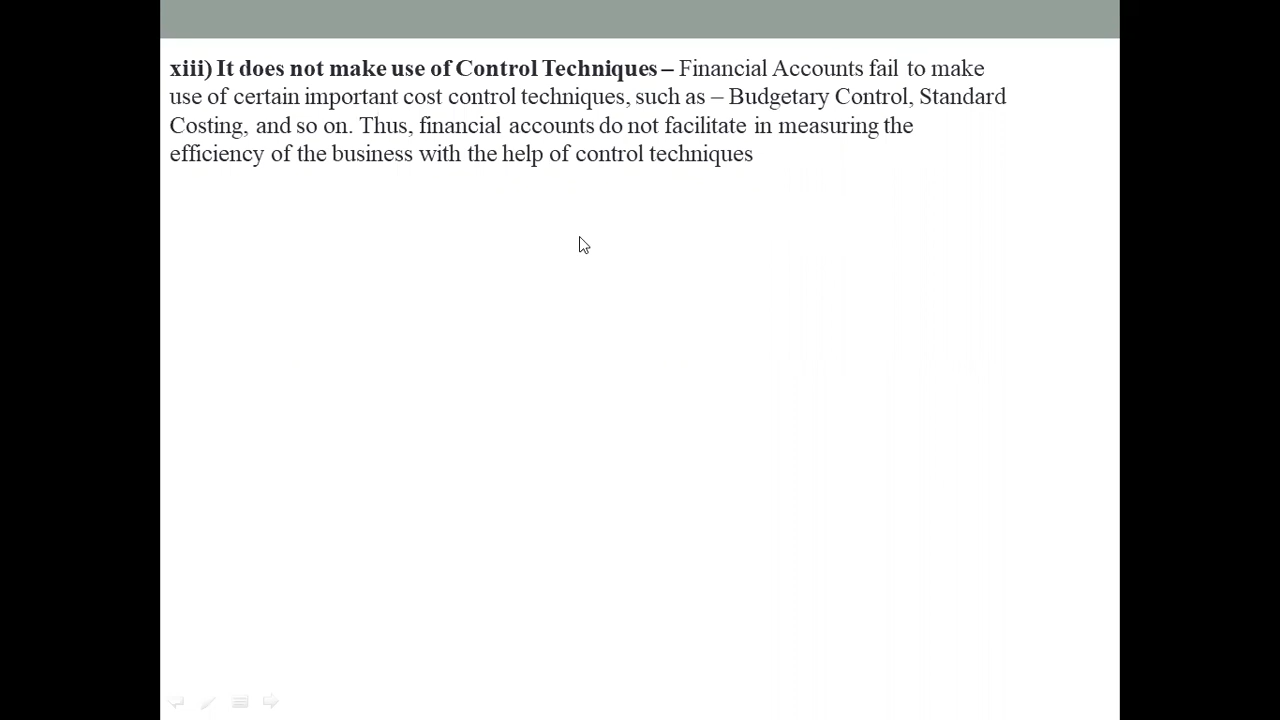 xiii) It does not make use of Control Techniques – Financial Accounts fail to make
use of certain important cost control techniques, such as – Budgetary Control, Standard
Costing, and so on. Thus, financial accounts do not facilitate in measuring the
efficiency of the business with the help of control techniques